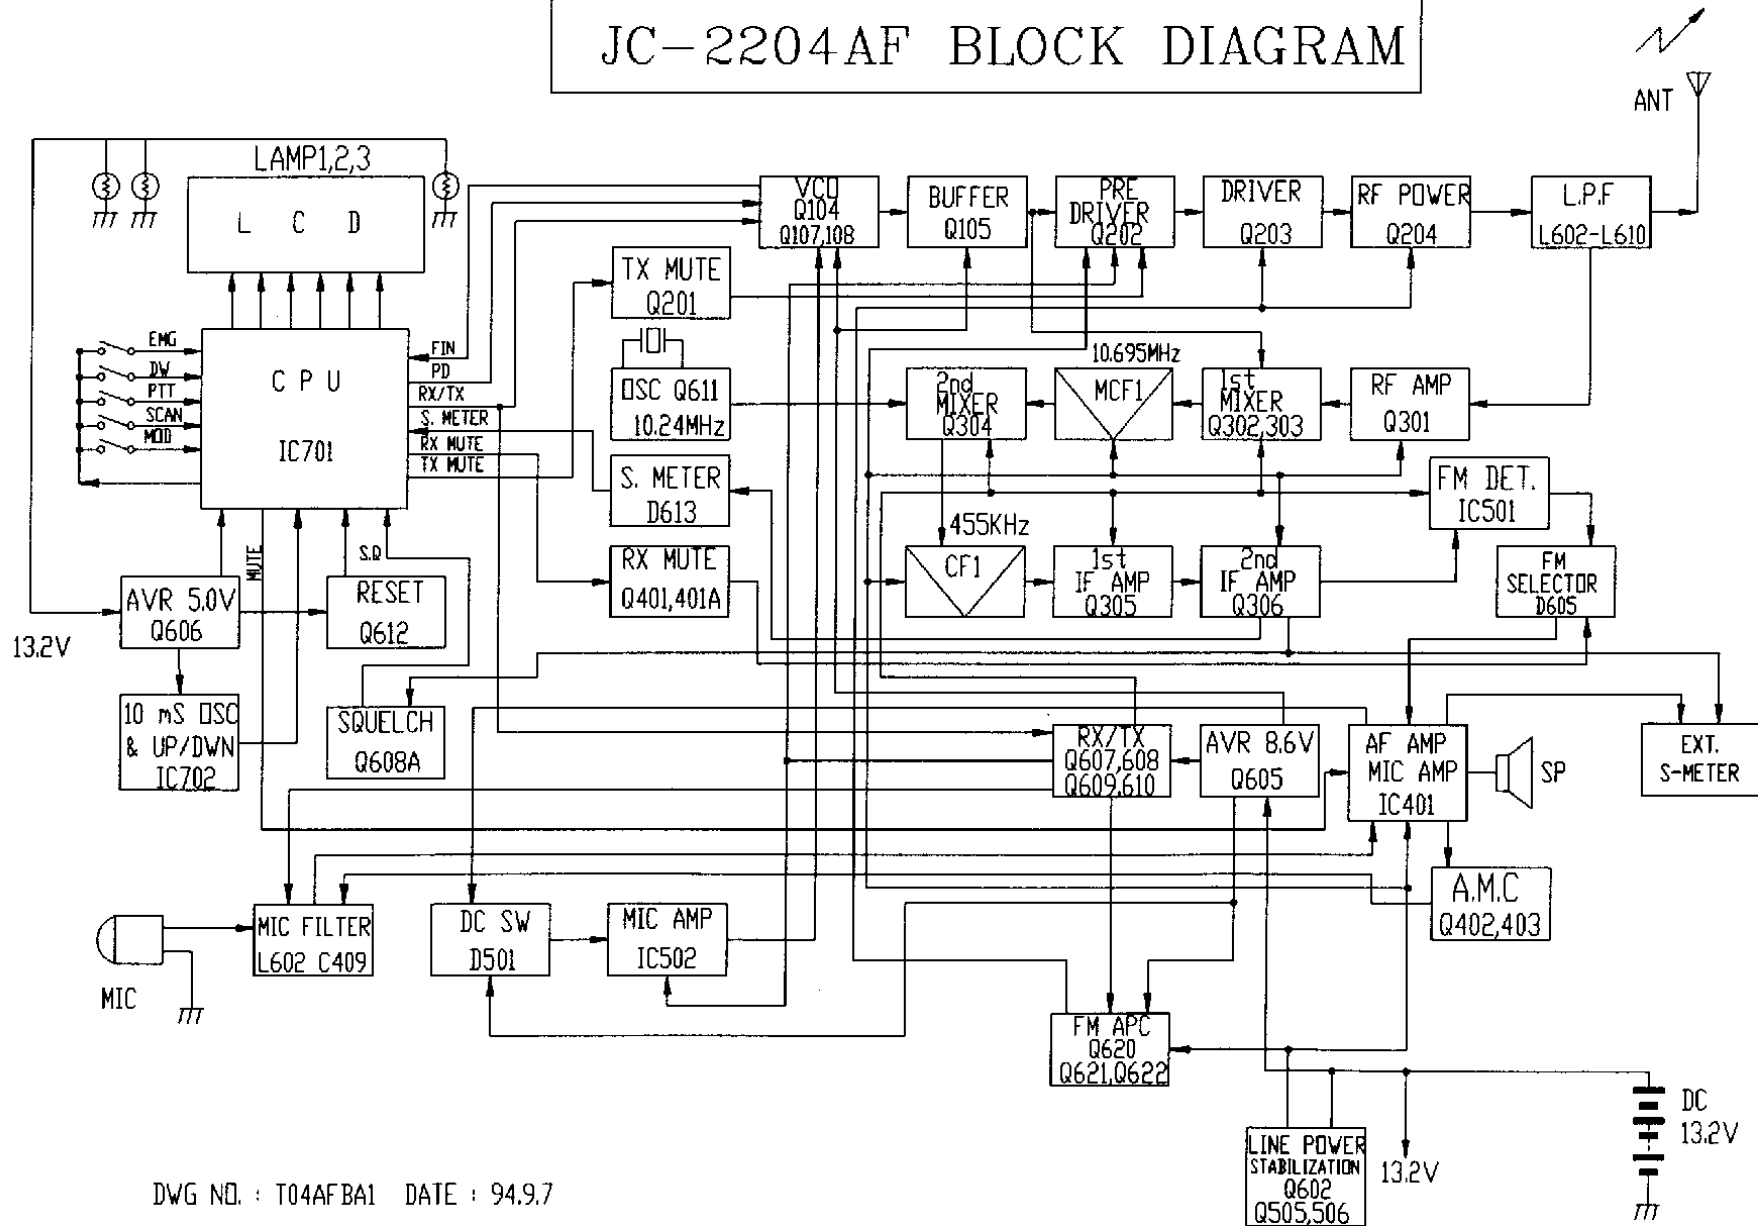 JC-2204AF BLOCK DIAGRAM
ANT
LAMP1,2,3
L C D
VCO
Q104
Q107,108
BUFFER
Q105
PRE
DRIVER
Q202
DRIVER
Q203
RF POWER
Q204
L.P.F
L602-L610
TX MUTE
Q201
EMG
DW
PTT
SCAN
MOD
C P U
IC701
FIN
PD
RX/TX
S. METER
RX MUTE
TX MUTE
OSC Q611
10.24MHz
2nd
MIXER
Q304
10.695MHz
MCF1
1st
MIXER
Q302,303
RF AMP
Q301
S. METER
D613
FM DET.
IC501
455KHz
MUTE
S.Q
RX MUTE
Q401,401A
CF1
1st
IF AMP
Q305
2nd
IF AMP
Q306
FM
SELECTOR
D605
13.2V
AVR 5.0V
Q606
RESET
Q612
10 mS OSC
& UP/DWN
IC702
SQUELCH
Q608A
RX/TX
Q607,608
Q609,610
AVR 8.6V
Q605
AF AMP
MIC AMP
IC401
SP
EXT.
S-METER
MIC
MIC FILTER
L602 C409
DC SW
D501
MIC AMP
IC502
A.M.C
Q402,403
FM APC
Q620
Q621,Q622
LINE POWER
STABILIZATION
Q602
Q505,506
13.2V
DC
13.2V
DWG NO. : T04AFBA1 DATE : 94.9.7